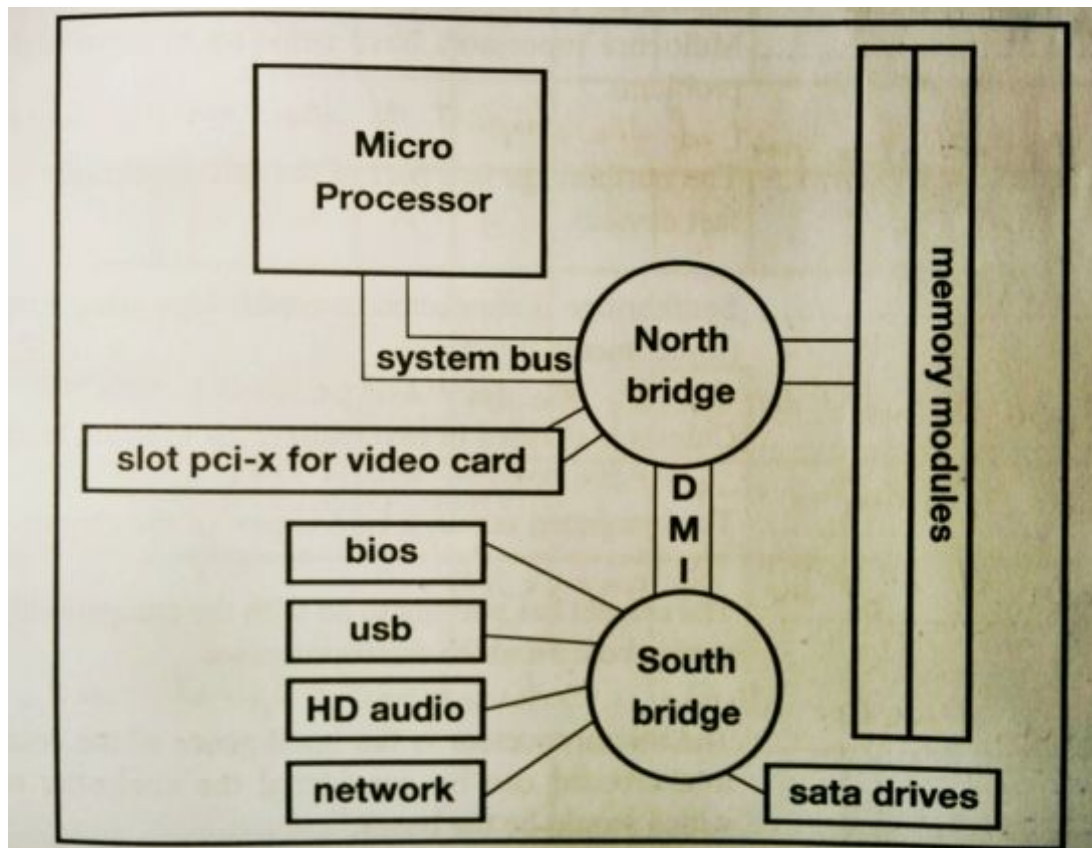 Micro
Processor
system bus
North
bridge
memory modules
slot pci-x for video card
D
M
I
bios
usb
HD audio
network
South
bridge
sata drives